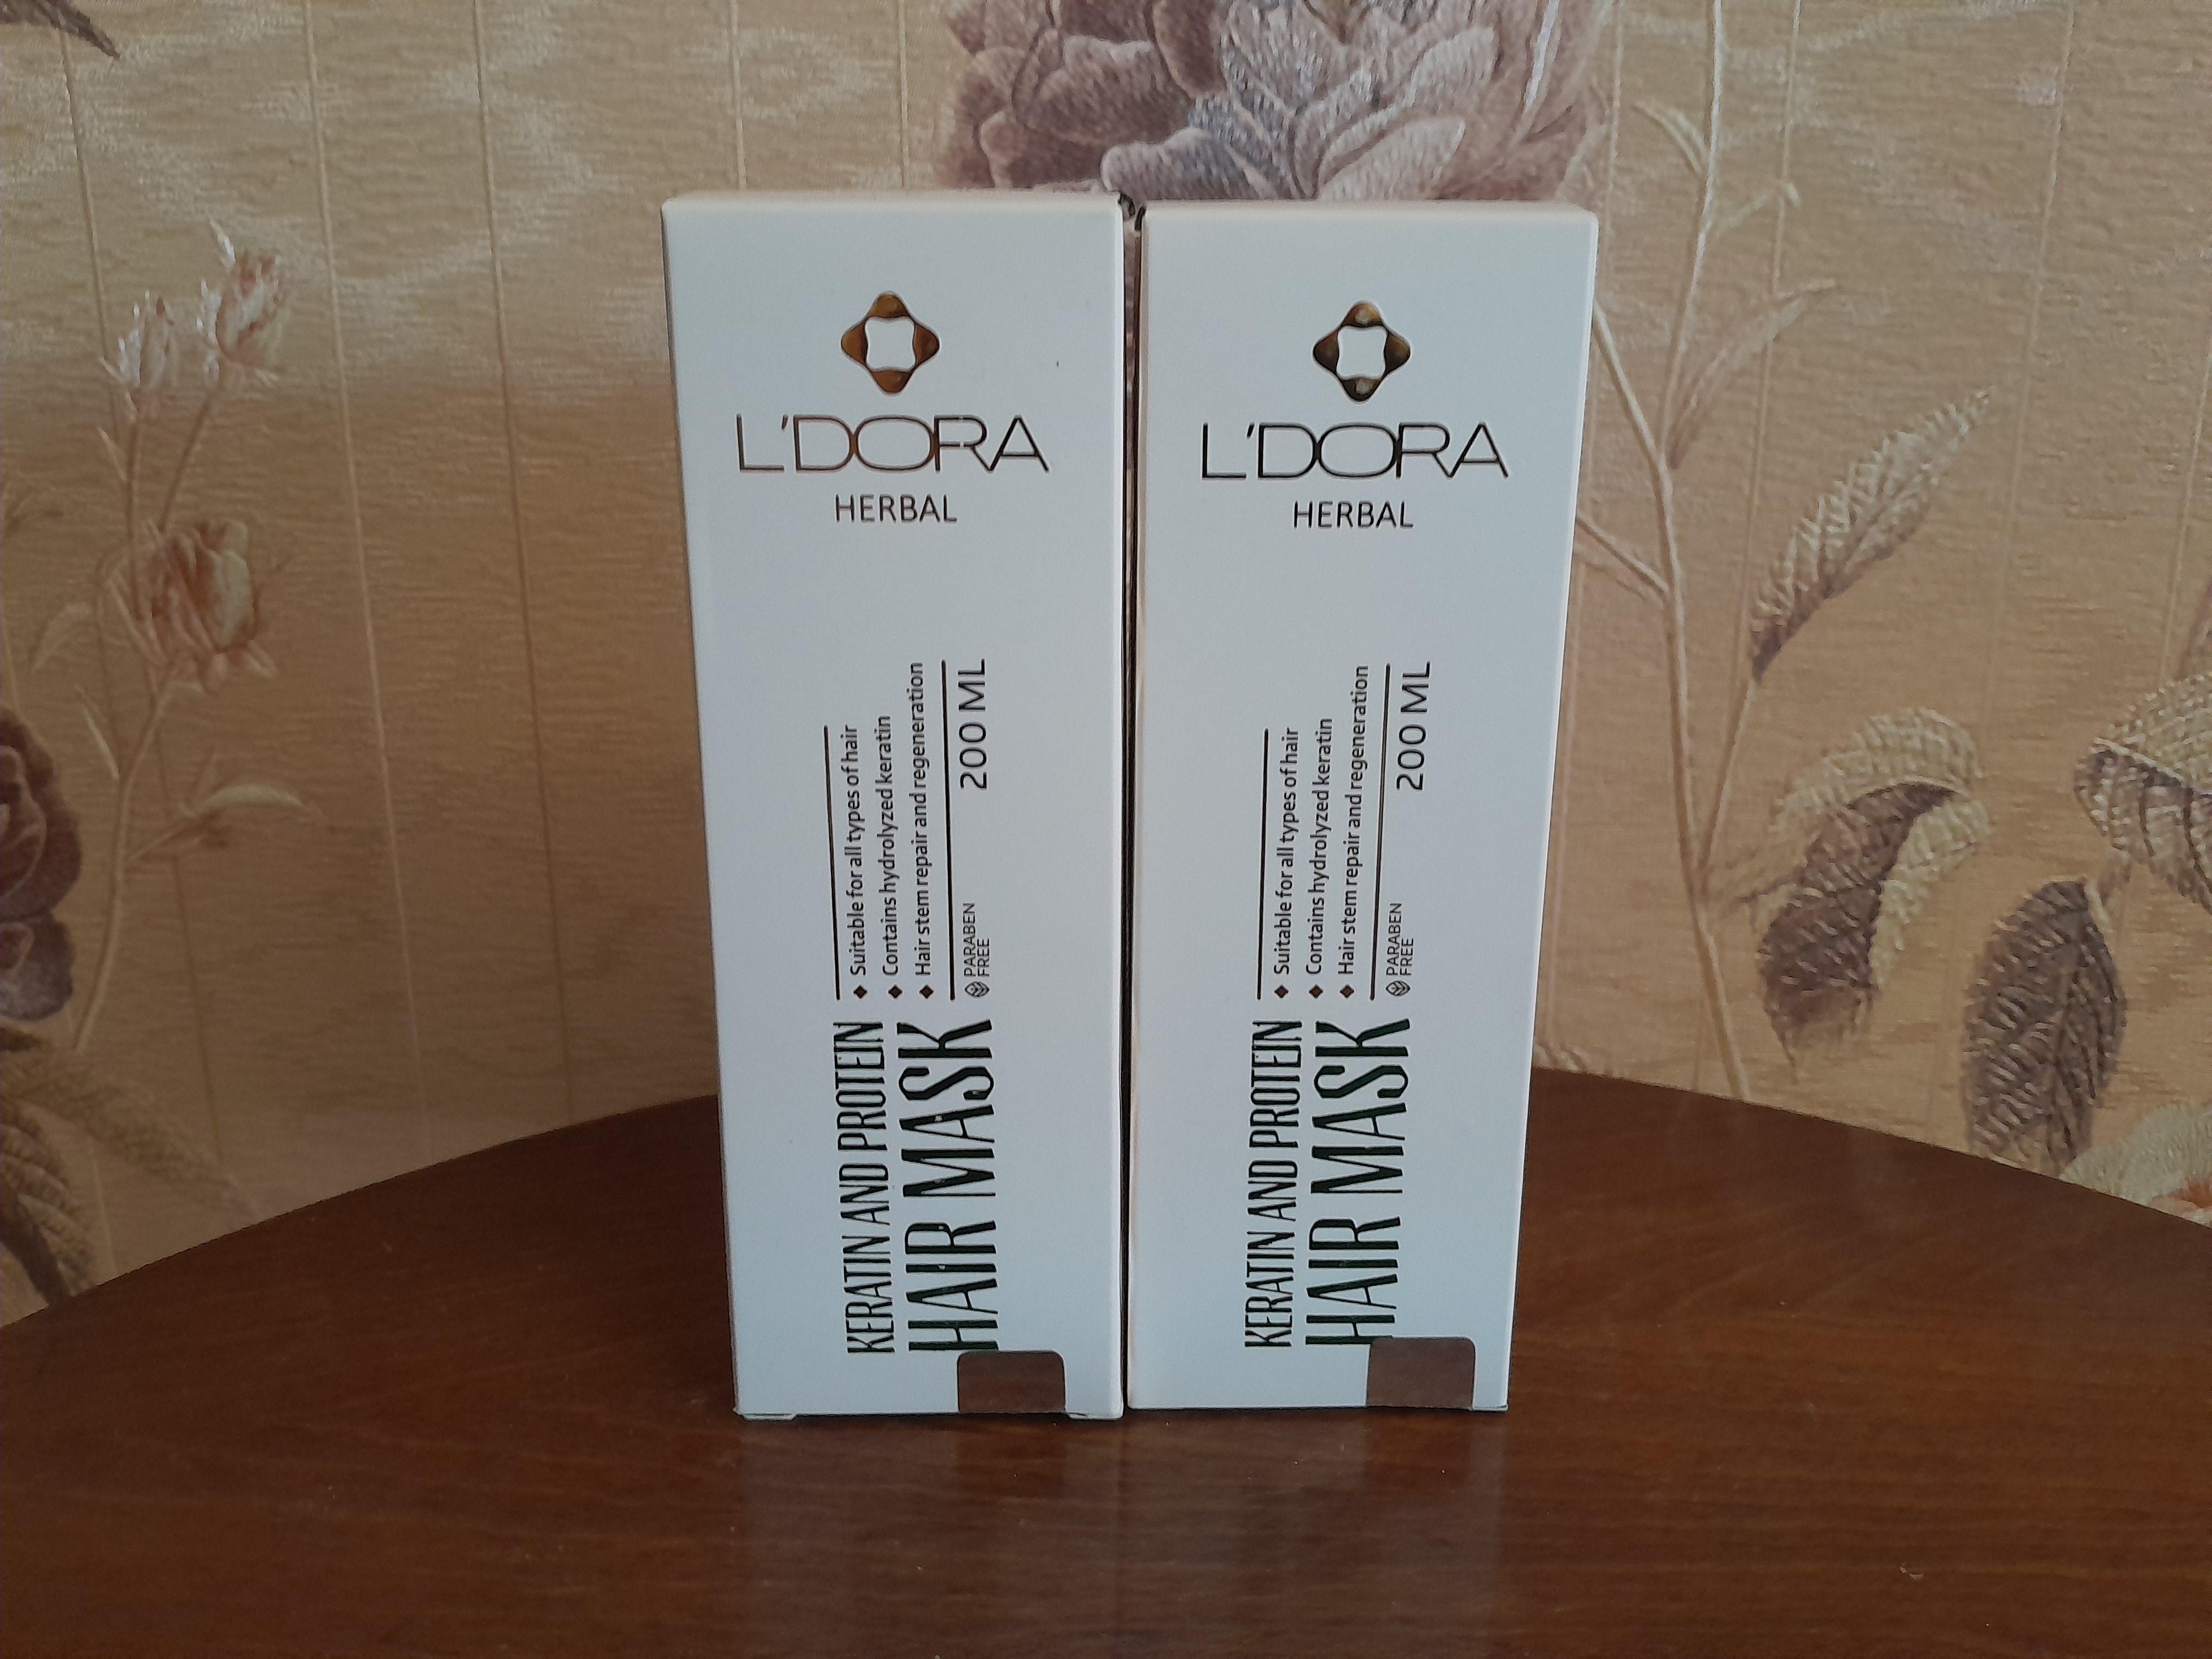 L'DORA
HERBAL
KERATIN AND PROTEIN
HAIR MASK
Suitable for all types of hair
Contains hydrolyzed keratin
Hair stem repair and regeneration
PARABEN
FREE
200 ML
L'DORA
HERBAL
KERATIN AND PROTEIN
HAIR MASK
Suitable for all types of hair
Contains hydrolyzed keratin
Hair stem repair and regeneration
PARABEN
FREE
200 ML